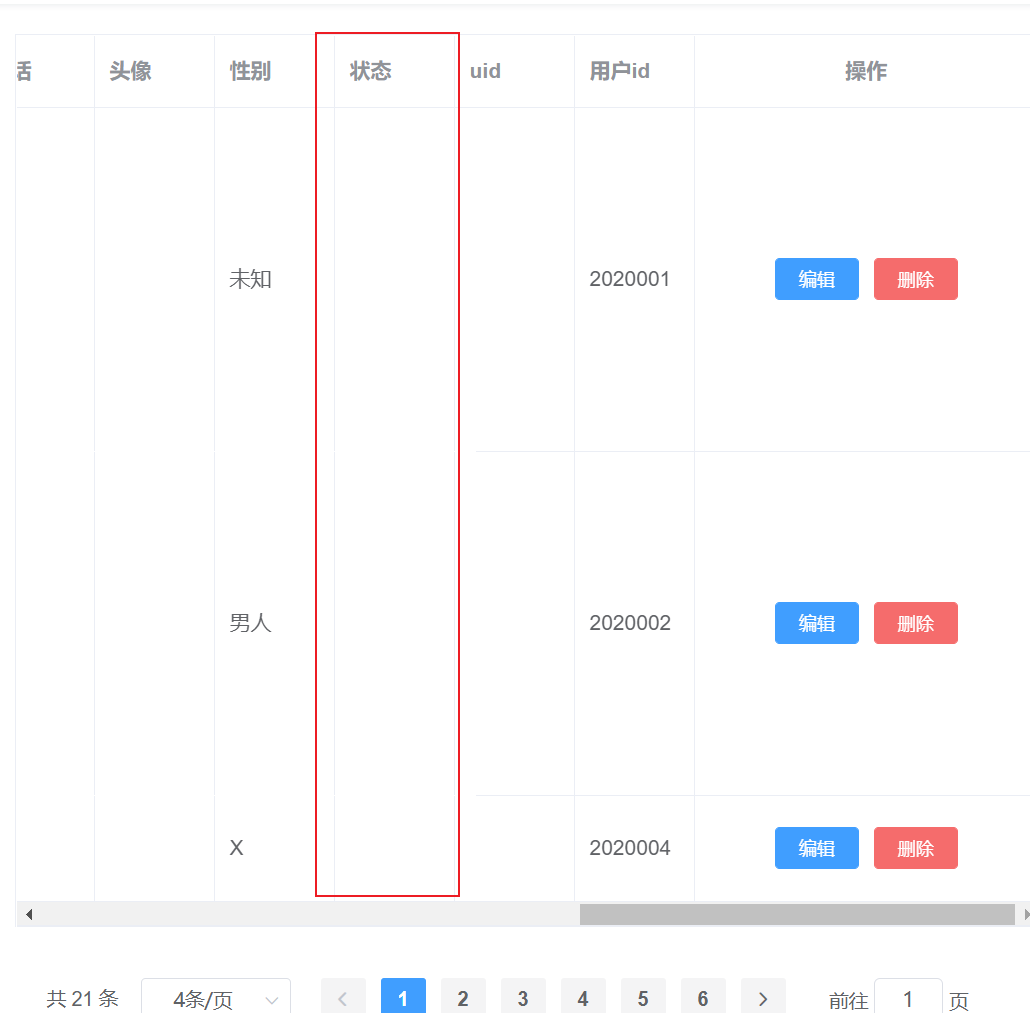 头像 性别 状态 uid 用户id 操作
未知 2020001 编辑 删除
男人 2020002 编辑 删除
X 2020004 编辑 删除
共 21 条 4条/页 1 2 3 4 5 6 前往 1 页